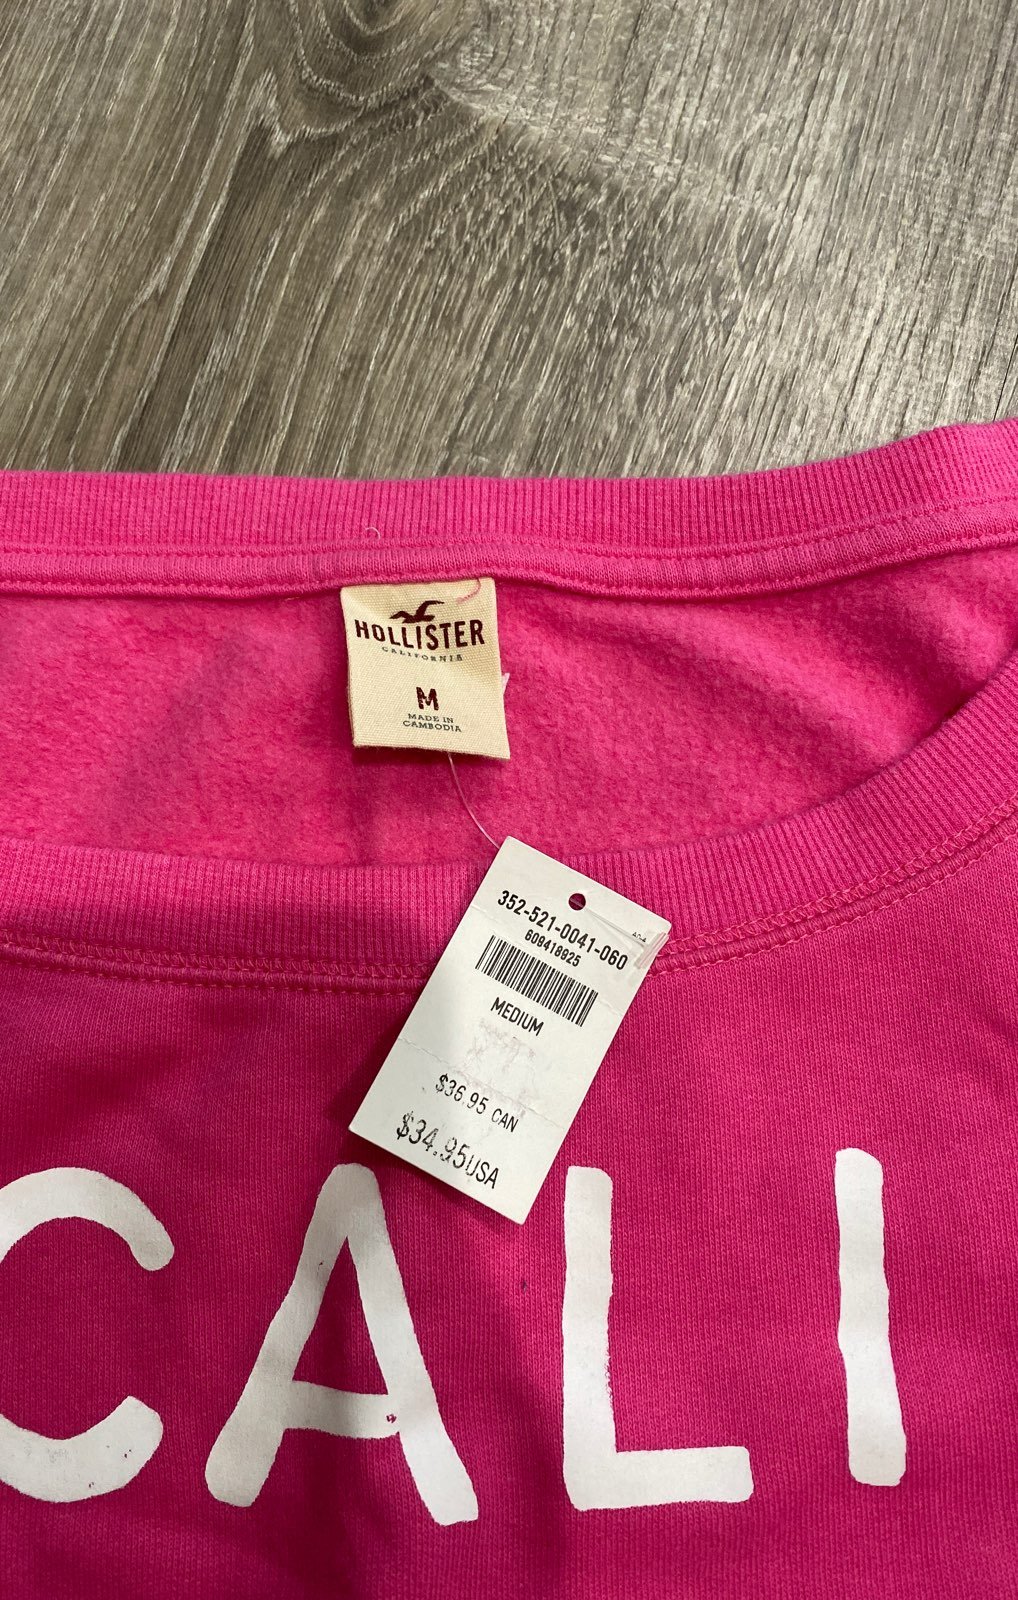 HOLLISTER
CALIFORNIA
M
MADE IN
CAMBODIA
352-521-0041-060
609418925
MEDIUM
$36.95 CAN
$34.95USA
CALI